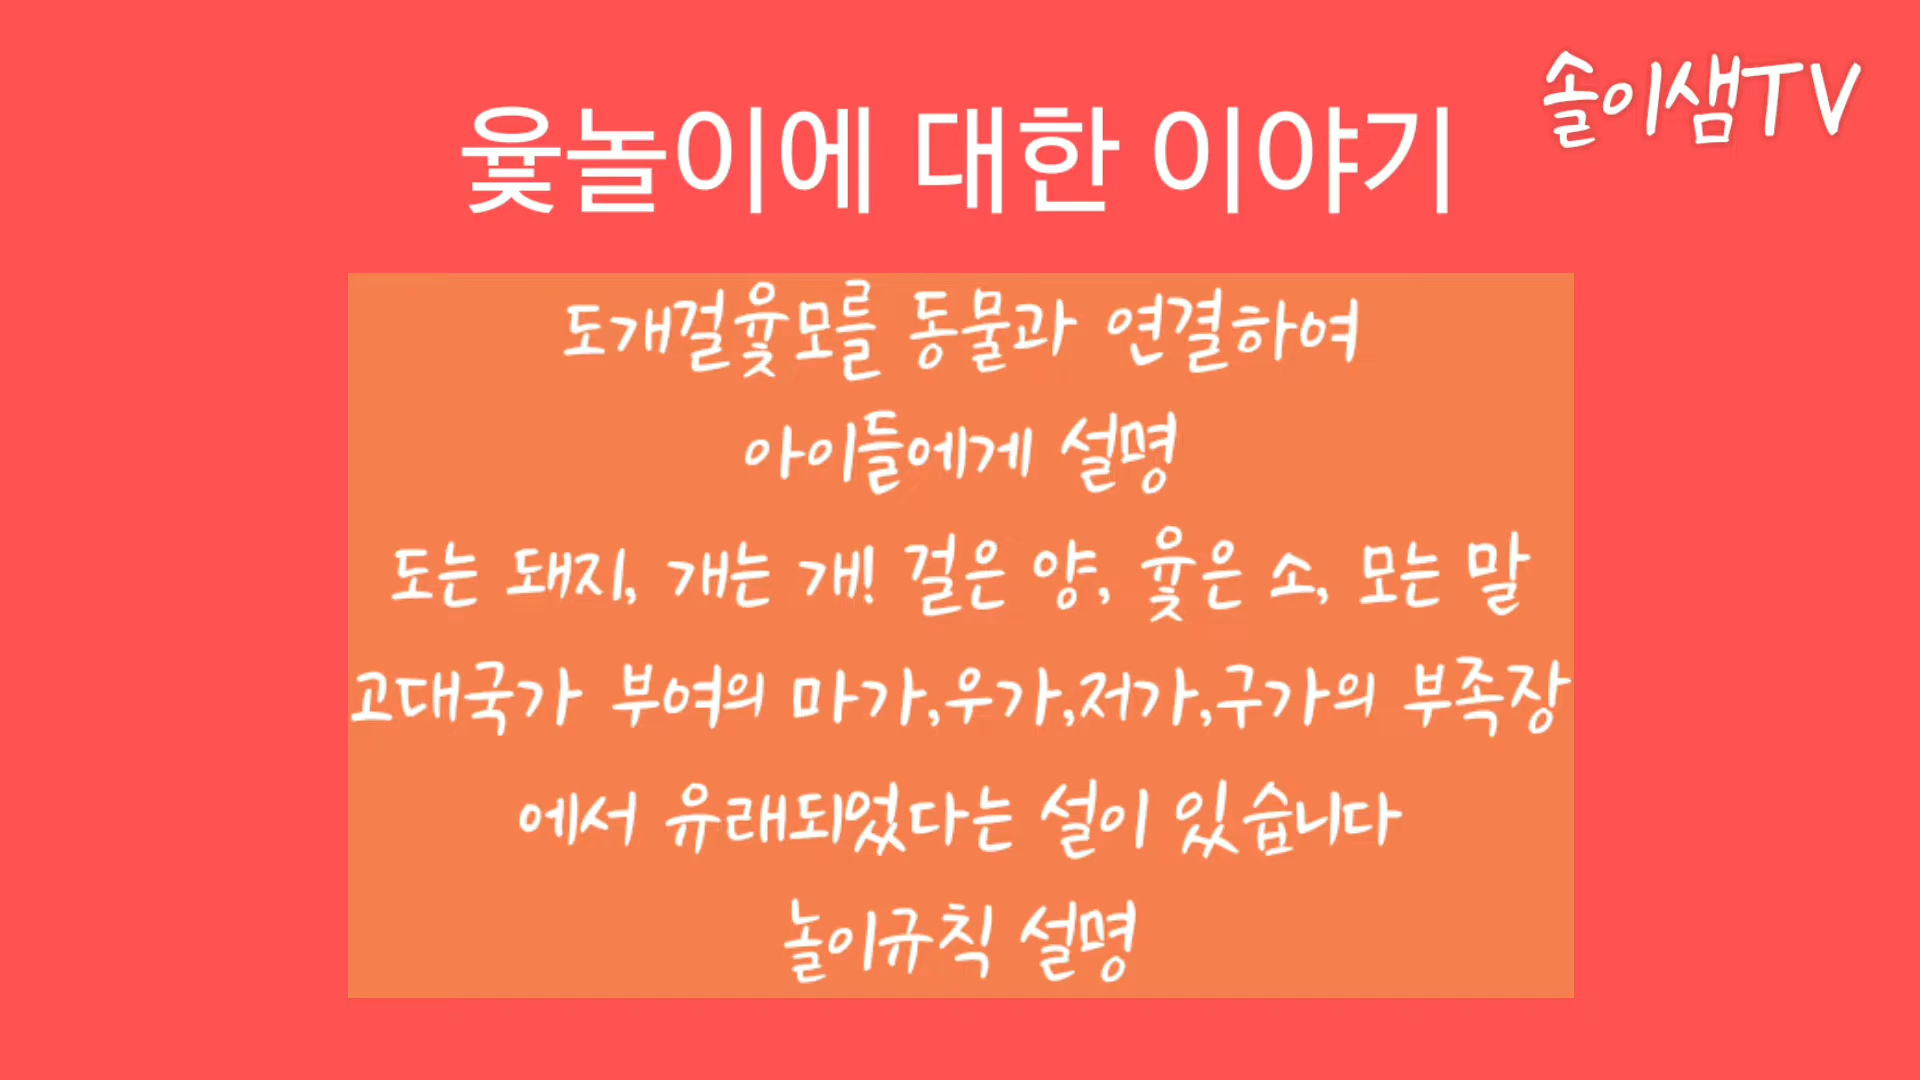 솔이샘TV
윷놀이에 대한 이야기
도개걸윷모를 동물과 연결하여
아이들에게 설명
도는 돼지, 개는 개! 걸은 양, 윷은 소, 모는 말
고대국가 부여의 마가,우가,저가,구가의 부족장
에서 유래되었다는 설이 있습니다
놀이규칙 설명